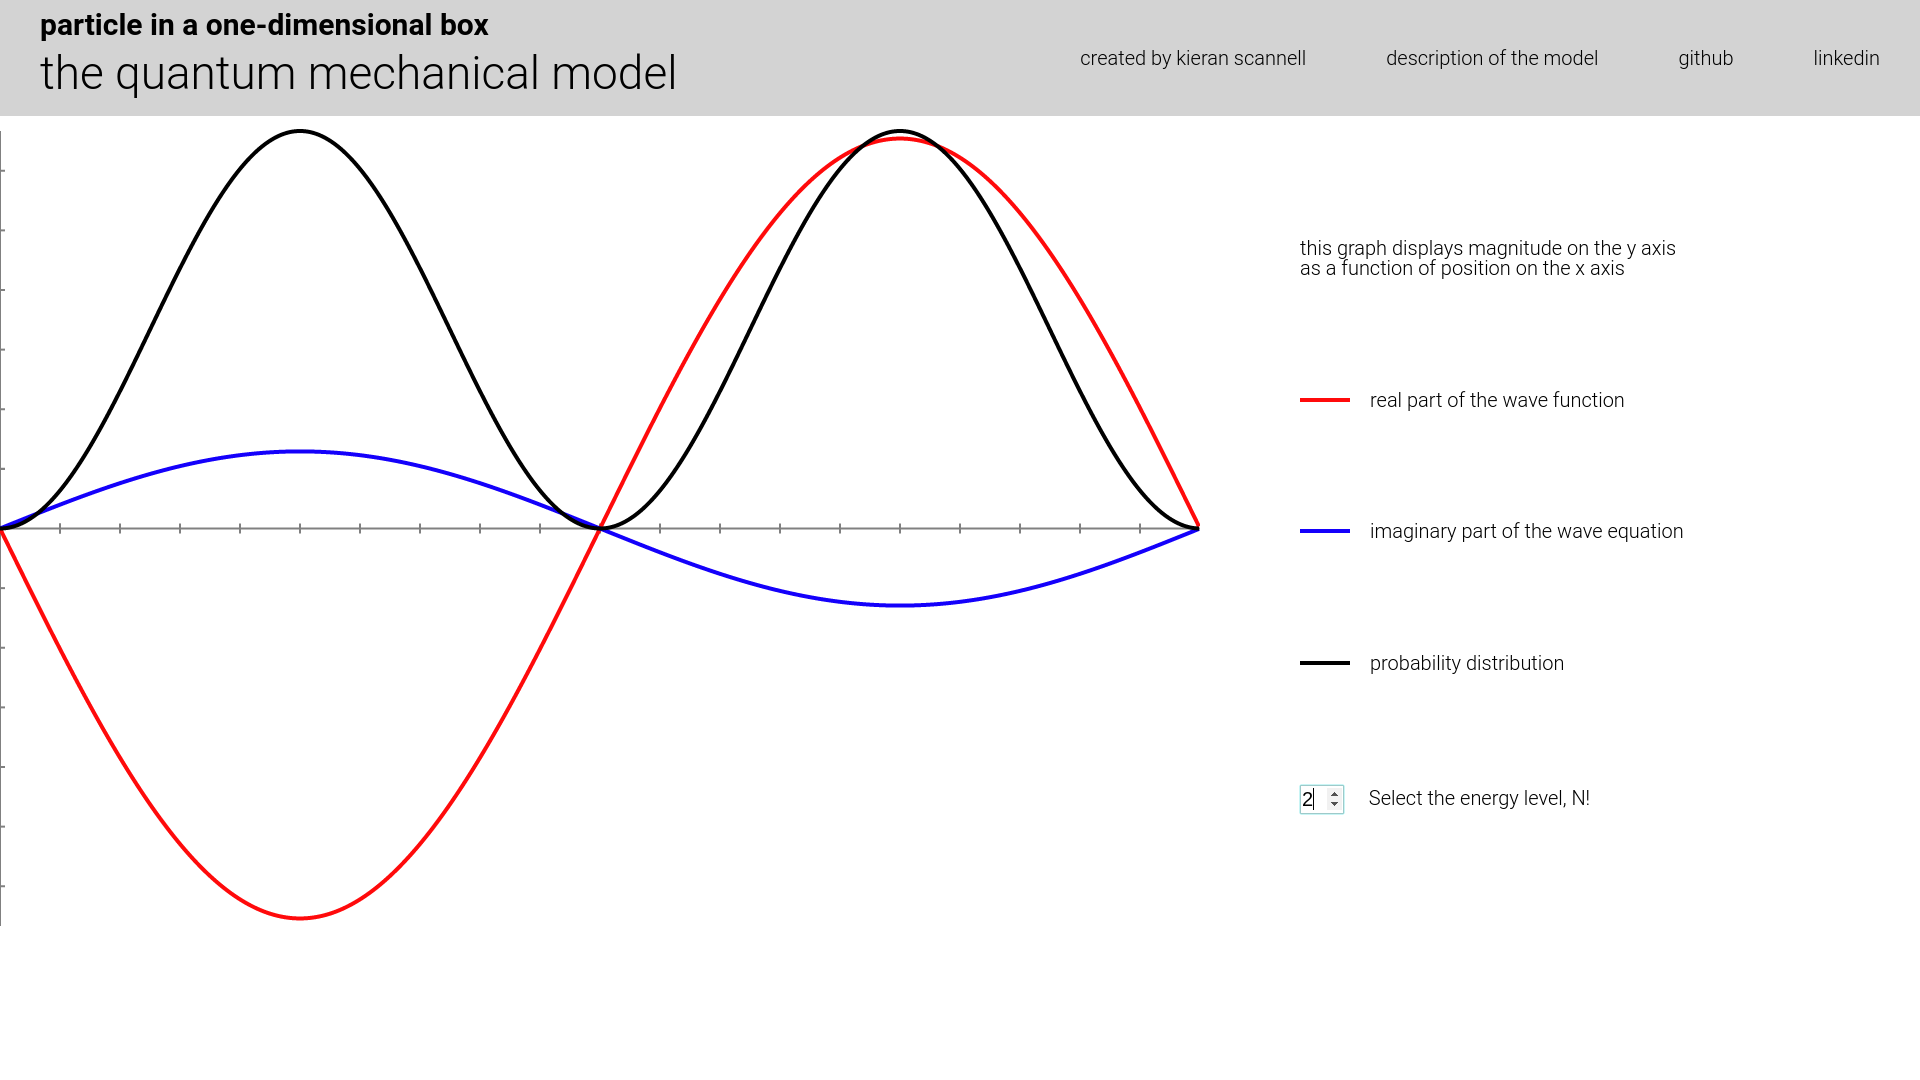 particle in a one-dimensional box
the quantum mechanical model
created by kieran scannell
description of the model
github
linkedin
this graph displays magnitude on the y axis
as a function of position on the x axis
real part of the wave function
imaginary part of the wave equation
probability distribution
2 Select the energy level, N!